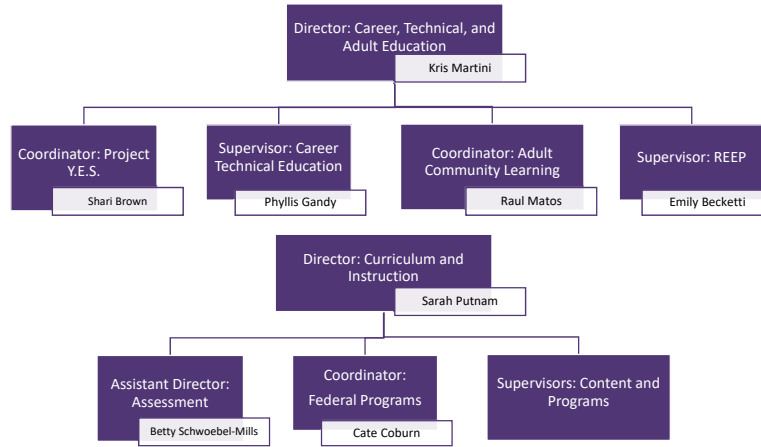 Director: Career, Technical, and
Adult Education
Kris Martini
Coordinator: Project
Y.E.S.
Shari Brown
Supervisor: Career
Technical Education
Phyllis Gandy
Coordinator: Adult
Community Learning
Raul Matos
Supervisor: REEP
Emily Becketti
Director: Curriculum and
Instruction
Sarah Putnam
Assistant Director:
Assessment
Betty Schwoebel-Mills
Coordinator:
Federal Programs
Cate Coburn
Supervisors: Content and
Programs